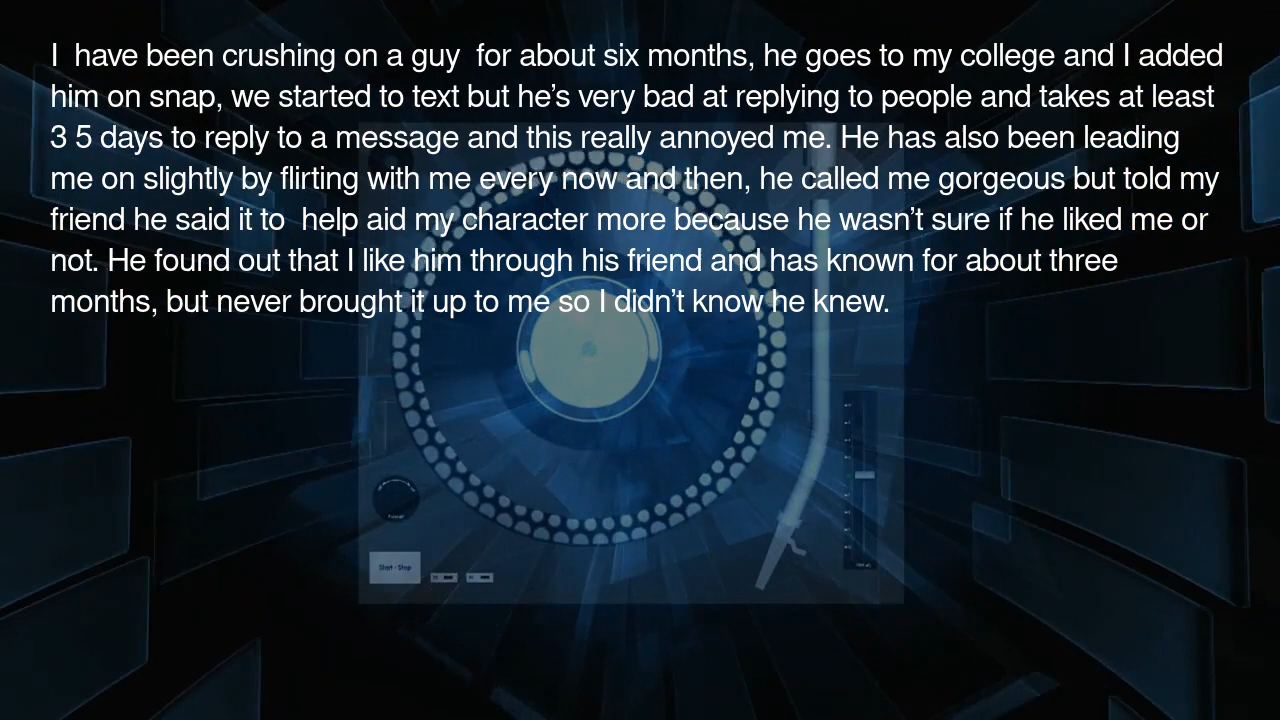 I  have been crushing on a guy  for about six months, he goes to my college and I added
him on snap, we started to text but he’s very bad at replying to people and takes at least
3 5 days to reply to a message and this really annoyed me. He has also been leading
me on slightly by flirting with me every now and then, he called me gorgeous but told my
friend he said it to  help aid my character more because he wasn’t sure if he liked me or
not. He found out that I like him through his friend and has known for about three
months, but never brought it up to me so I didn’t know he knew.
Start - Stop